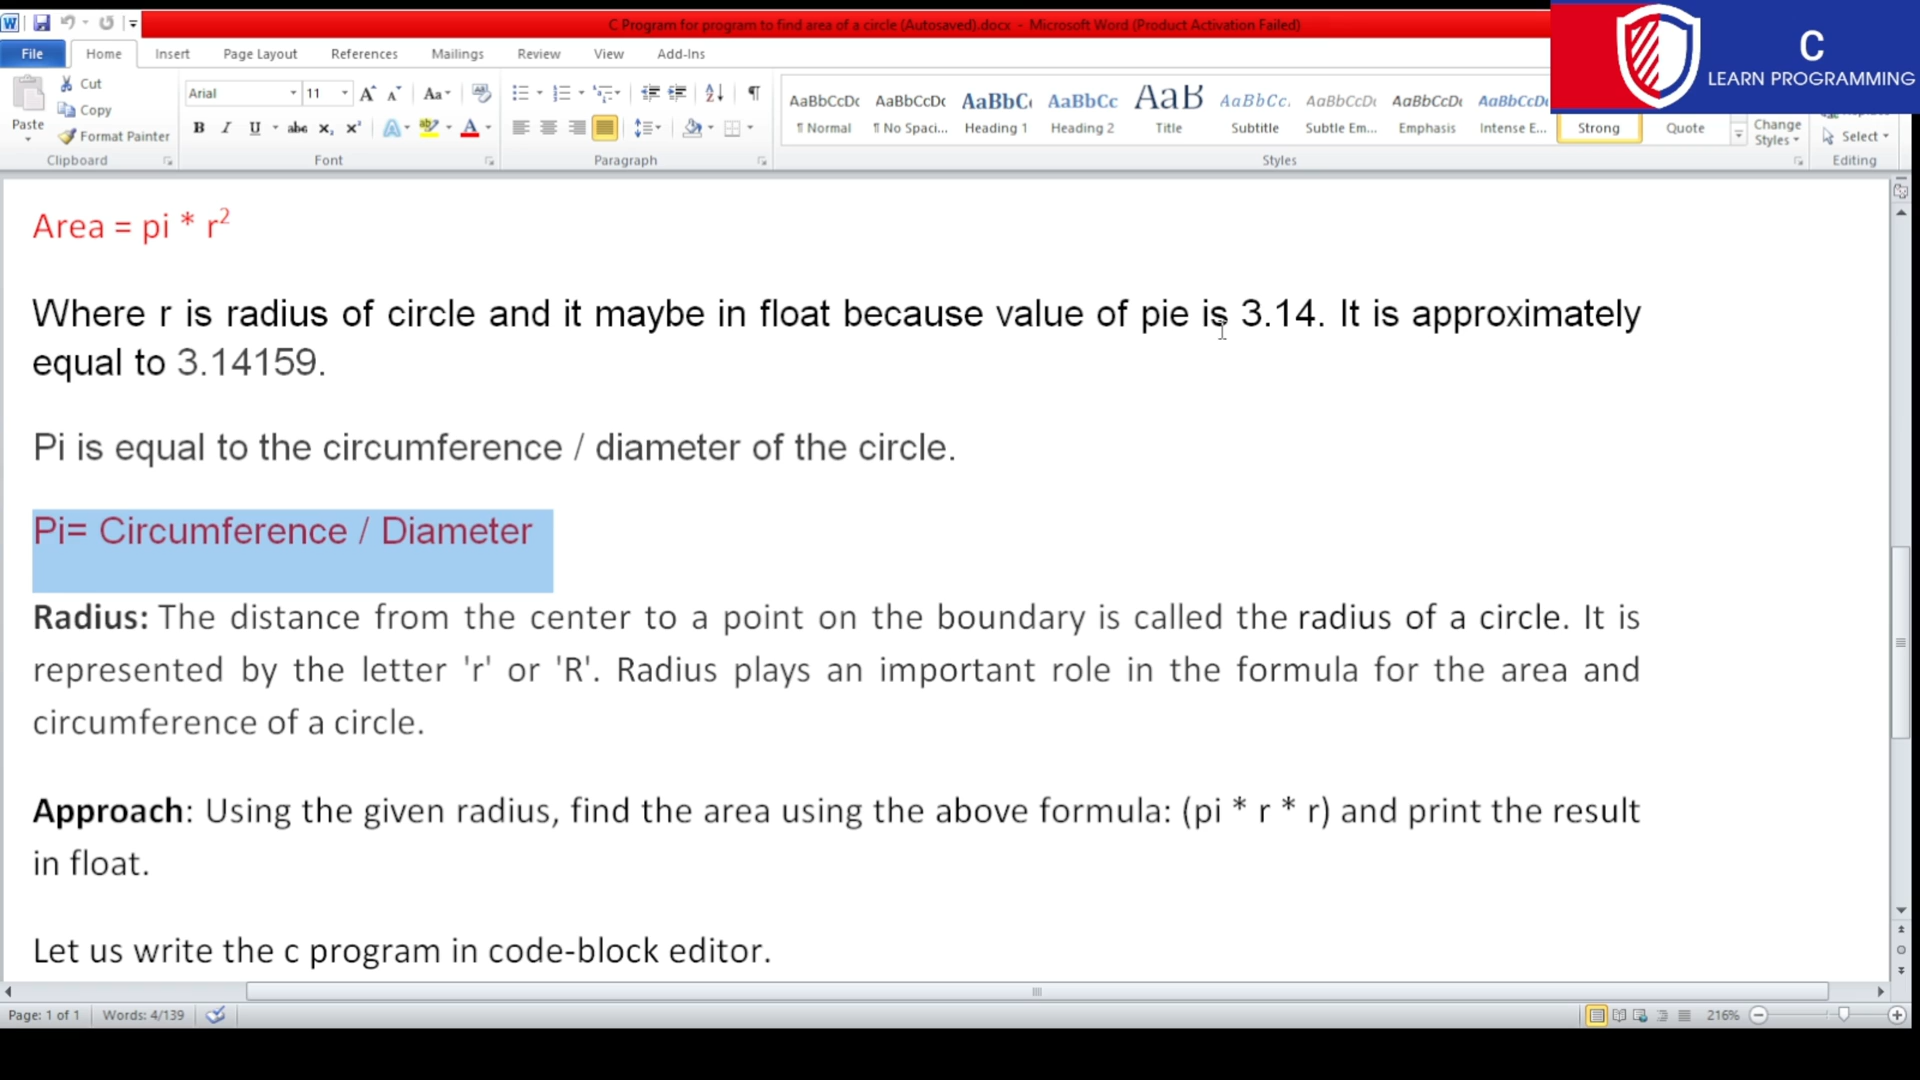 C Program for program to find area of a circle (Autosaved).docx - Microsoft Word (Product Activation Failed)
C
LEARN PROGRAMMING
File Home Insert Page Layout References Mailings Review View Add-Ins
Paste
Cut
Copy
Format Painter
Clipboard
Arial 11
Font
Paragraph
AaBbCcDc AaBbCcDc AaBbC AaBbCc AaB AaBbCc. AaBbCcDt AaBbCcDt AaBbCcDt
¶ Normal ¶ No Spaci... Heading 1 Heading 2 Title Subtitle Subtle Em... Emphasis Intense E... Strong Quote
Change Styles
Select
Styles
Editing
Area = pi * r²
Where r is radius of circle and it maybe in float because value of pie is 3.14. It is approximately
equal to 3.14159.
Pi is equal to the circumference / diameter of the circle.
Pi= Circumference / Diameter
Radius: The distance from the center to a point on the boundary is called the radius of a circle. It is
represented by the letter 'r' or 'R'. Radius plays an important role in the formula for the area and
circumference of a circle.
Approach: Using the given radius, find the area using the above formula: (pi * r * r) and print the result
in float.
Let us write the c program in code-block editor.
Page: 1 of 1 Words: 4/139 216%